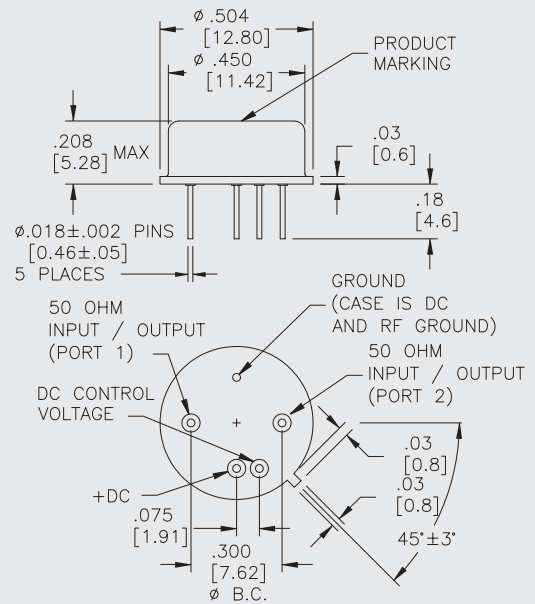 ø .504
[12.80]
ø .450
[11.42]
PRODUCT
MARKING
.208
[5.28]
MAX
.03
[0.6]
.18
[4.6]
ø.018±.002 PINS
[0.46±.05]
5 PLACES
GROUND
(CASE IS DC
AND RF GROUND)
50 OHM
INPUT / OUTPUT
(PORT 1)
50 OHM
INPUT / OUTPUT
(PORT 2)
DC CONTROL
VOLTAGE
+DC
.03
[0.8]
.03
[0.8]
45°±3°
.075
[1.91]
.300
[7.62]
ø B.C.